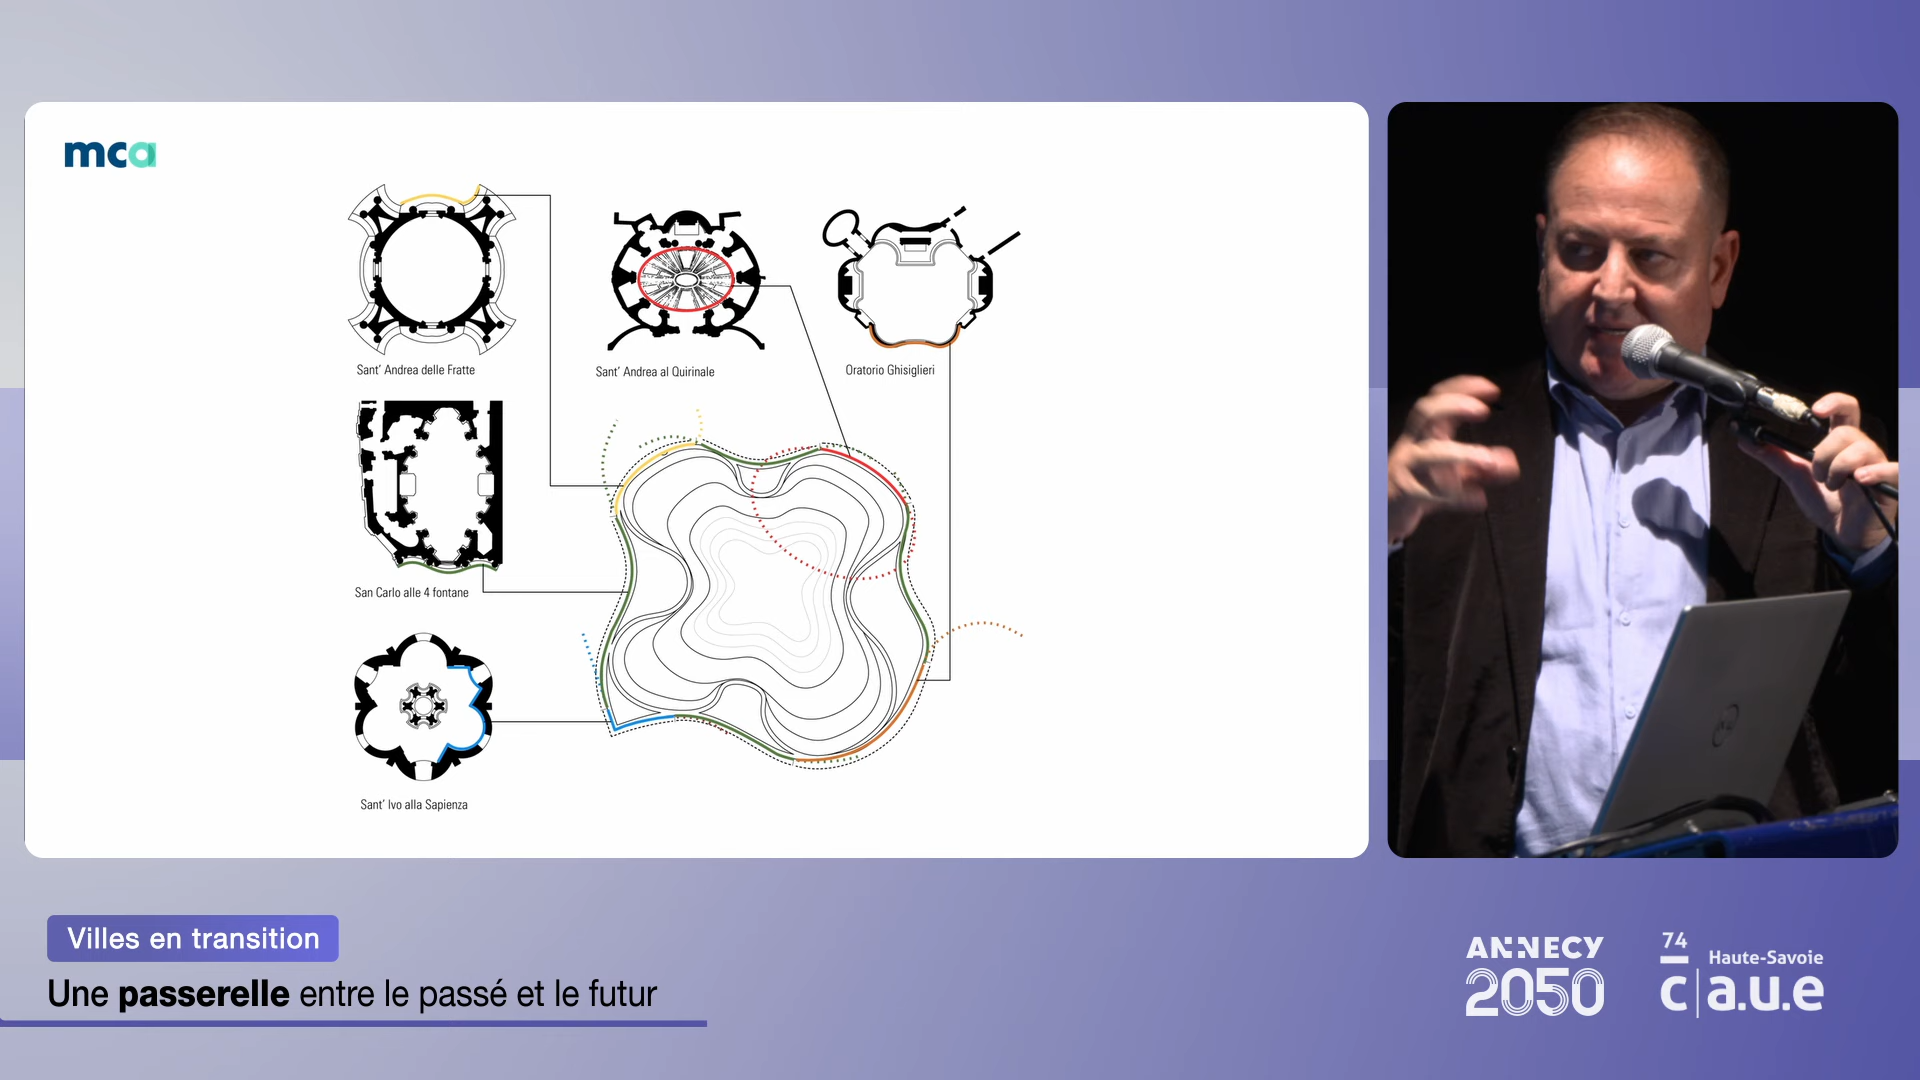 mca
Sant' Andrea delle Fratte
Sant' Andrea al Quirinale
Oratorio Ghisiglieri
San Carlo alle 4 fontane
Sant' Ivo alla Sapienza
Villes en transition
Une passerelle entre le passé et le futur
ANNECY
2050
74
Haute-Savoie
c|a.u.e